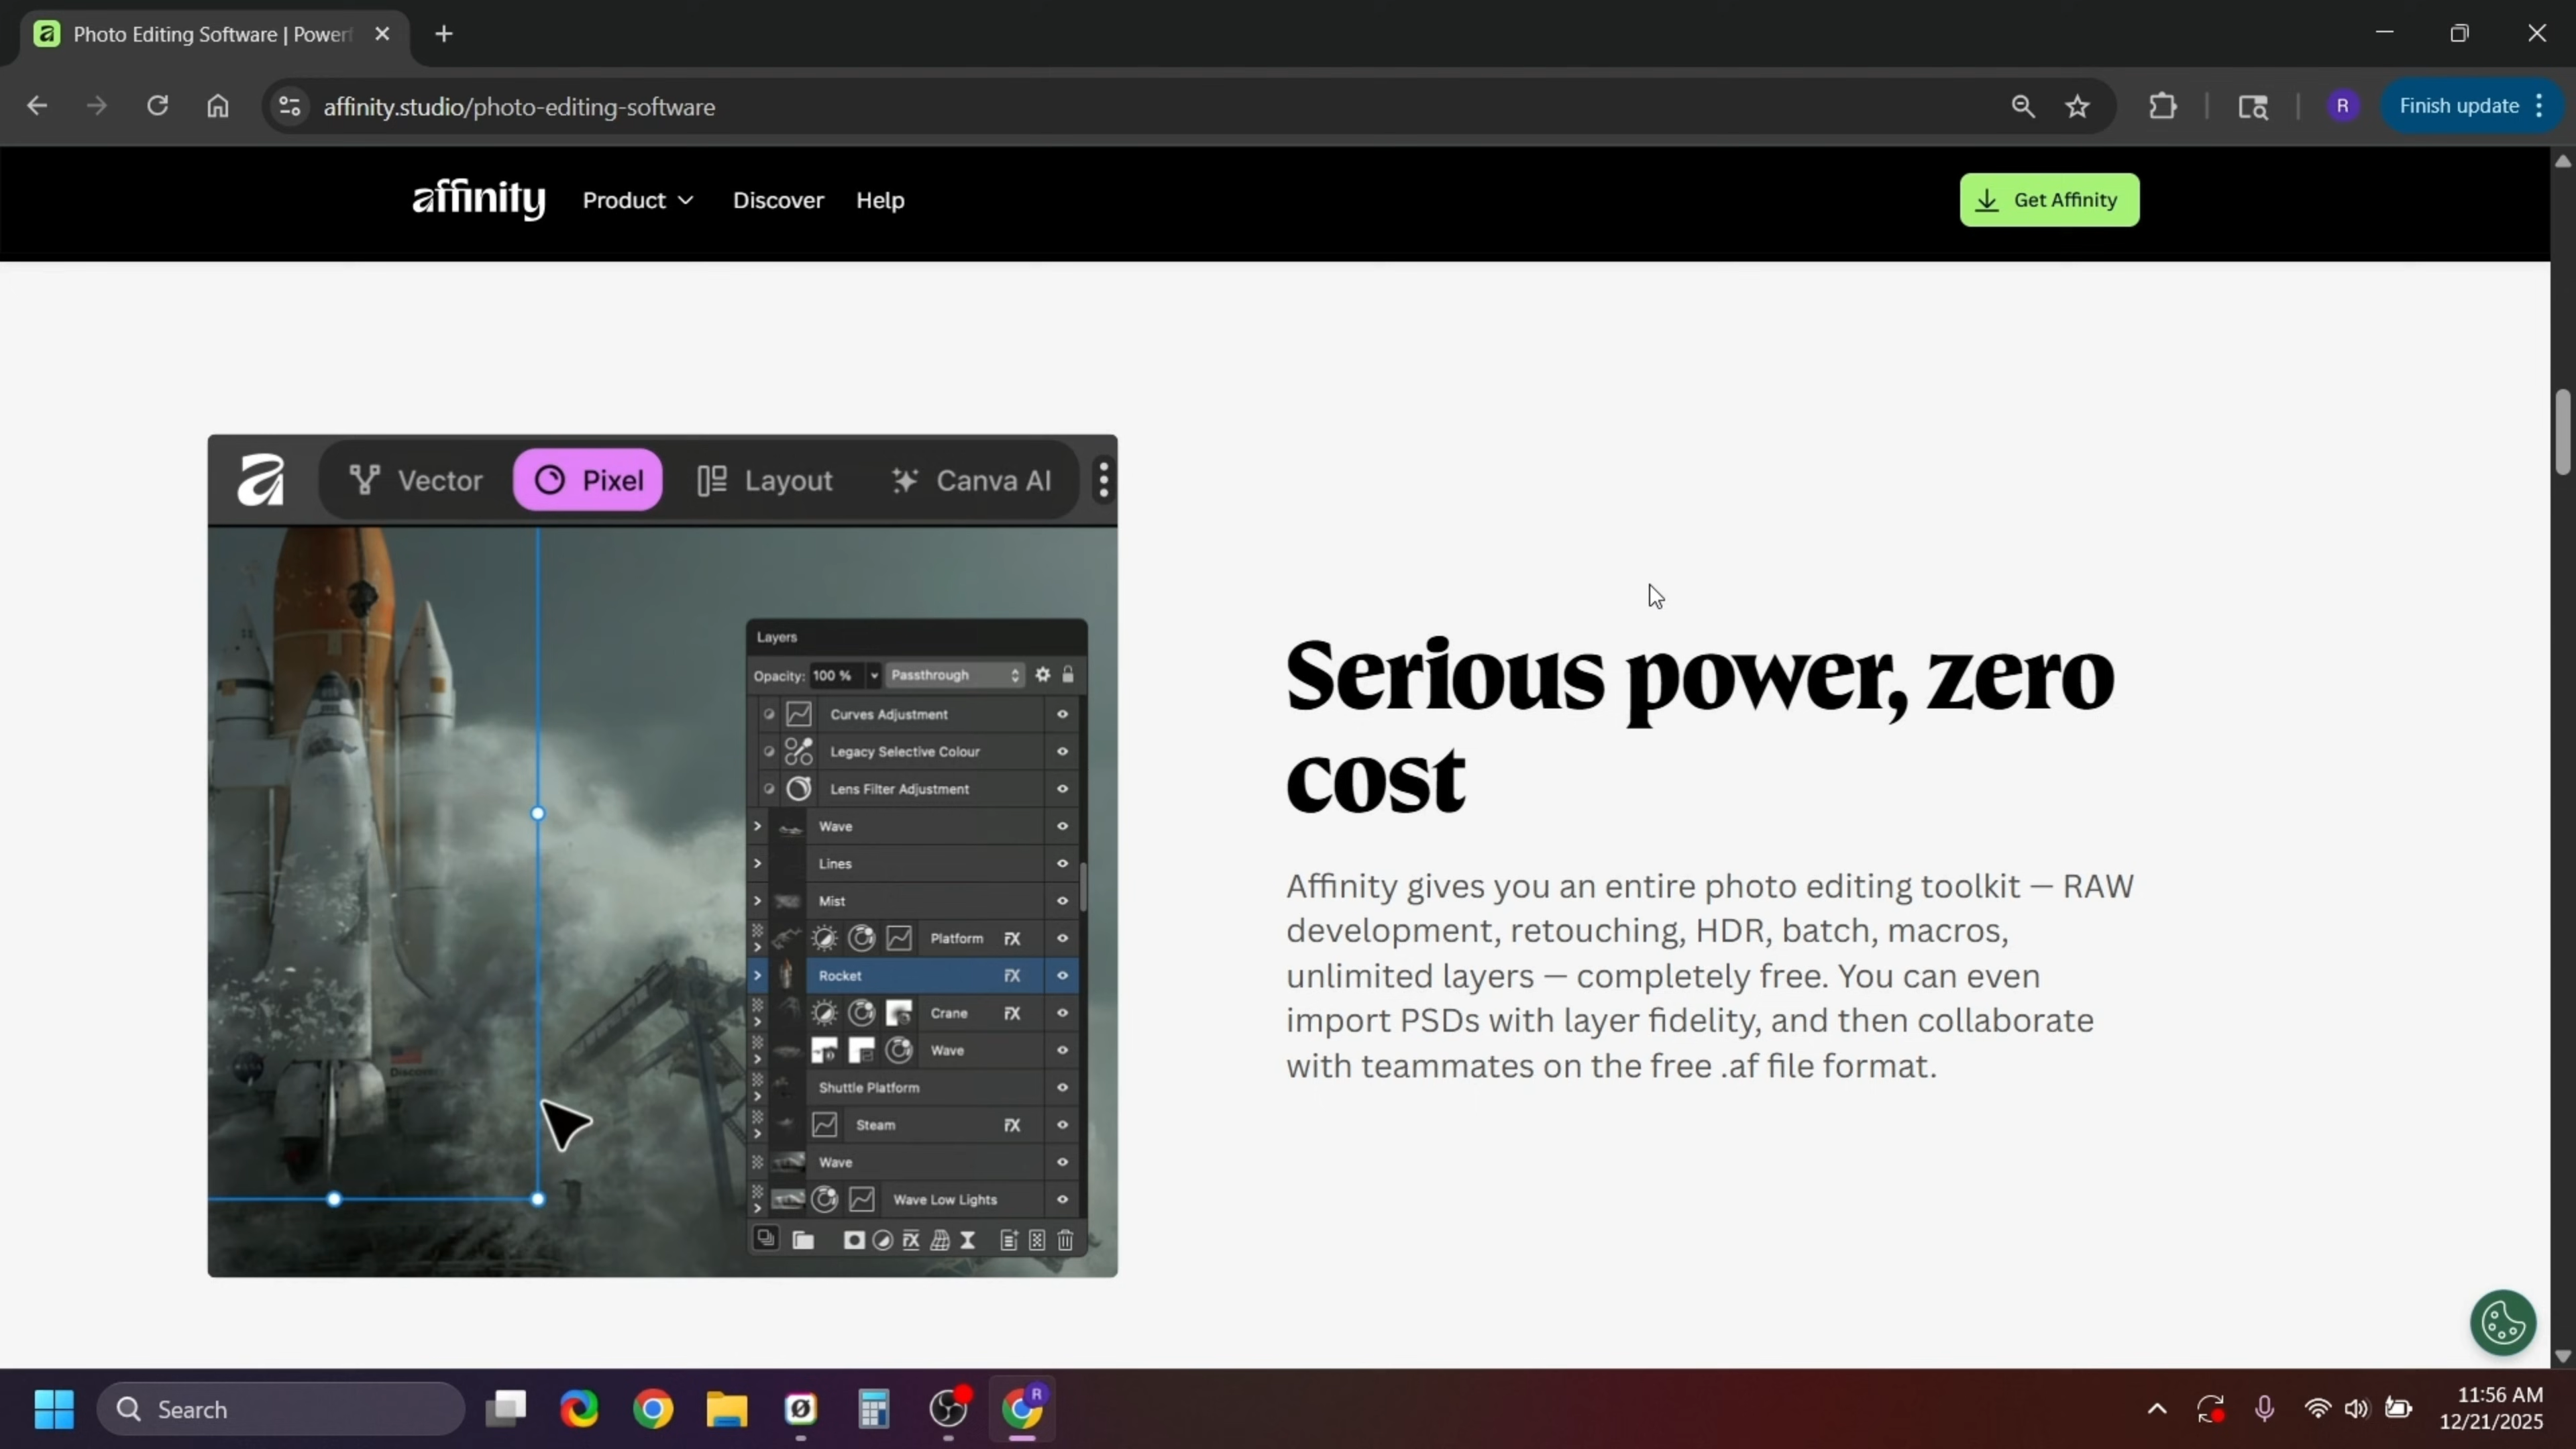 Photo Editing Software | Powerf
affinity.studio/photo-editing-software
R
Finish update
affinity
Product
Discover
Help
Get Affinity
a
Vector
Pixel
Layout
Canva AI
Layers
Opacity: 100 %
Passthrough
Curves Adjustment
Legacy Selective Colour
Lens Filter Adjustment
Wave
Lines
Mist
Platform FX
Rocket FX
Crane FX
Wave
Shuttle Platform
Steam FX
Wave
Wave Low Lights
Serious power, zero
cost
Affinity gives you an entire photo editing toolkit — RAW
development, retouching, HDR, batch, macros,
unlimited layers — completely free. You can even
import PSDs with layer fidelity, and then collaborate
with teammates on the free .af file format.
Search
R
11:56 AM
12/21/2025